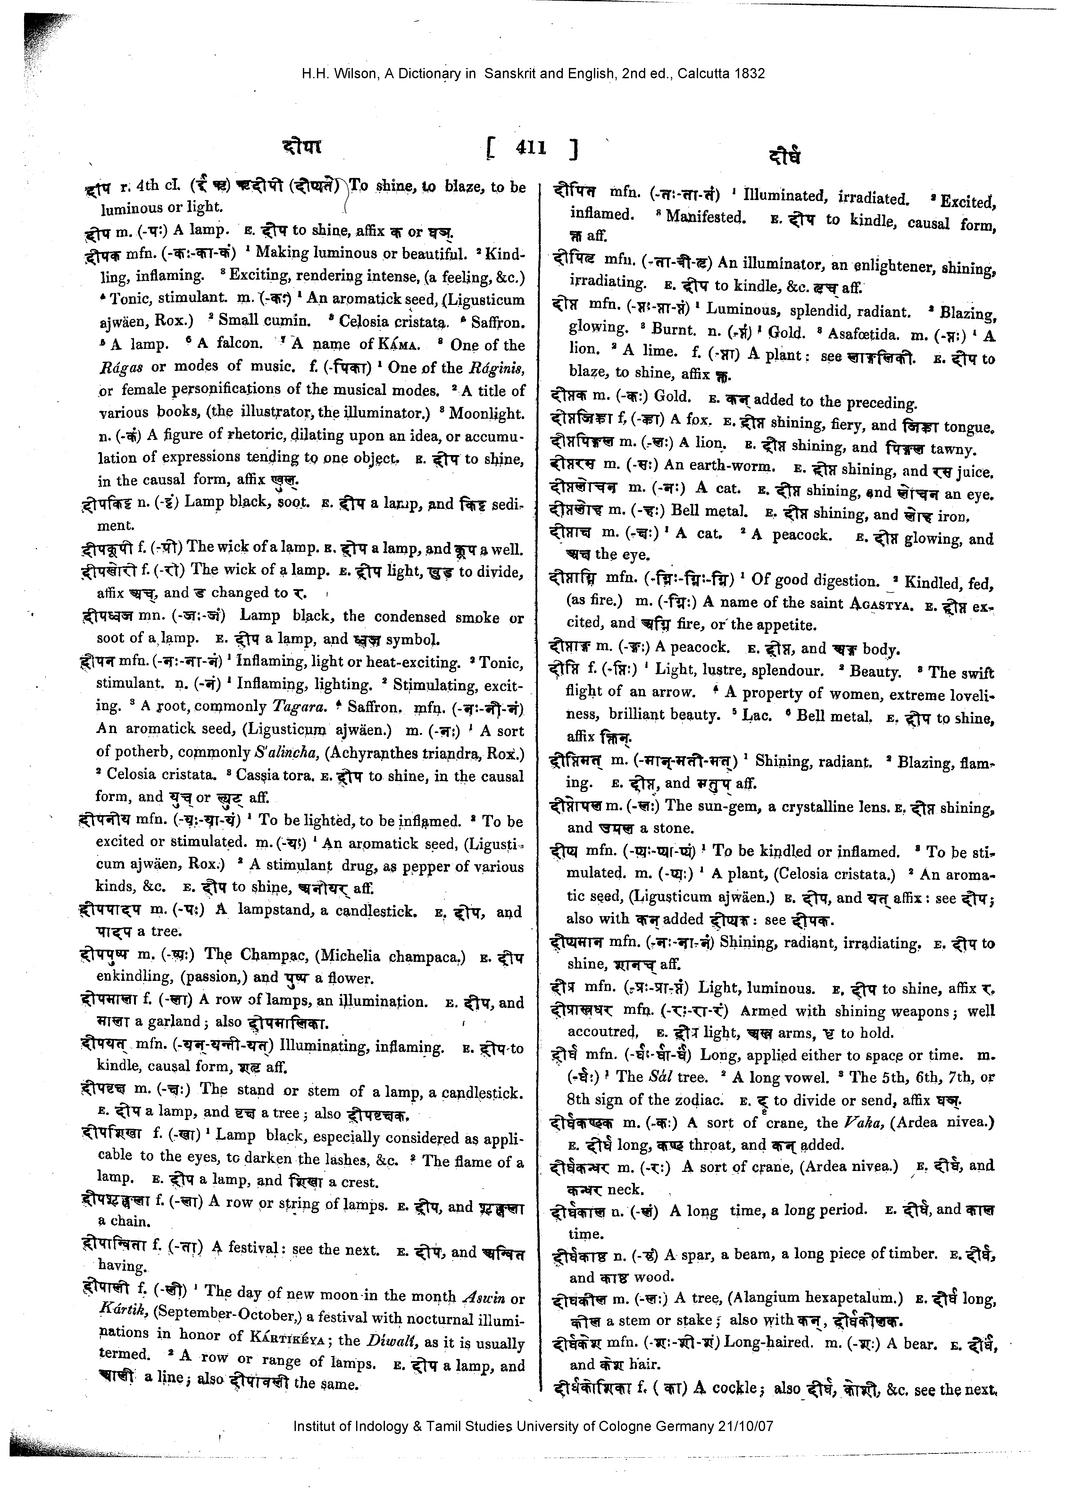 H.H. Wilson, A Dictionary in Sanskrit and English, 2nd ed., Calcutta 1832
दीपा [ 411 ] दीर्घ
दीप r. 4th cl. (र्इ ऋ) ऋदीपी (दीप्यते) To shine, to blaze, to be
luminous or light.
दीप m. (-पः) A lamp. E. दीप to shine, affix क or घञ्.
दीपक mfn. (-कः-का-कं) ¹ Making luminous or beautiful. ² Kind-
ling, inflaming. ³ Exciting, rendering intense, (a feeling, &c.)
⁴ Tonic, stimulant. m. (-कः) ¹ An aromatick seed, (Ligusticum
ajwäen, Rox.) ² Small cumin. ³ Celosia cristata. ⁴ Saffron.
⁵ A lamp. ⁶ A falcon. ⁷ A name of KÁMA. ⁸ One of the
Rágas or modes of music. f. (-पिका) ¹ One of the Ráginis,
or female personifications of the musical modes. ² A title of
various books, (the illustrator, the illuminator.) ³ Moonlight.
n. (-कं) A figure of rhetoric, dilating upon an idea, or accumu-
lation of expressions tending to one object. E. दीप to shine,
in the causal form, affix ण्वुल्.
दीपकिट्ट n. (-ट्टं) Lamp black, soot. E. दीप a lamp, and किट्ट sedi-
ment.
दीपकूपी f. (-पी) The wick of a lamp. E. दीप a lamp, and कूप a well.
दीपखोरी f. (-री) The wick of a lamp. E. दीप light, खुड to divide,
affix अच्, and ड changed to र.
दीपध्वज mn. (-जः-जं) Lamp black, the condensed smoke or
soot of a lamp. E. दीप a lamp, and ध्वज symbol.
दीपन mfn. (-नः-ना-नं) ¹ Inflaming, light or heat-exciting. ² Tonic,
stimulant. n. (-नं) ¹ Inflaming, lighting. ² Stimulating, excit-
ing. ³ A root, commonly Tagara. ⁴ Saffron. mfn. (-नः-नी-नं)
An aromatick seed, (Ligusticum ajwäen.) m. (-नः) ¹ A sort
of potherb, commonly S'alincha, (Achyranthes triandra, Rox.)
² Celosia cristata. ³ Cassia tora. E. दीप to shine, in the causal
form, and युच् or ल्युट् aff.
दीपनीय mfn. (-यः-या-यं) ¹ To be lighted, to be inflamed. ² To be
excited or stimulated. m. (-यः) ¹ An aromatick seed, (Ligusti-
cum ajwäen, Rox.) ² A stimulant drug, as pepper of various
kinds, &c. E. दीप to shine, अनीयर् aff.
दीपपादप m. (-पः) A lampstand, a candlestick. E. दीप, and
पादप a tree.
दीपपुष्प m. (-ष्पः) The Champac, (Michelia champaca.) E. दीप
enkindling, (passion,) and पुष्प a flower.
दीपमाला f. (-ला) A row of lamps, an illumination. E. दीप, and
माला a garland; also दीपमालिका.
दीपयत् mfn. (-यन्-यन्ती-यत्) Illuminating, inflaming. E. दीप to
kindle, causal form, शतृ aff.
दीपवृक्ष m. (-क्षः) The stand or stem of a lamp, a candlestick.
E. दीप a lamp, and वृक्ष a tree; also दीपवृक्षक.
दीपशिखा f. (-खा) ¹ Lamp black, especially considered as appli-
cable to the eyes, to darken the lashes, &c. ² The flame of a
lamp. E. दीप a lamp, and शिखा a crest.
दीपशृङ्खला f. (-ला) A row or string of lamps. E. दीप, and शृङ्खला
a chain.
दीपान्विता f. (-ता) A festival: see the next. E. दीप, and अन्वित
having.
दीपाली f. (-ली) ¹ The day of new moon in the month Aswin or
Kártik, (September-October,) a festival with nocturnal illumi-
nations in honor of KÁRTIKÉYA; the Diwali, as it is usually
termed. ² A row or range of lamps. E. दीप a lamp, and
आली a line; also दीपावली the same.
दीपित mfn. (-तः-ता-तं) ¹ Illuminated, irradiated. ² Excited,
inflamed. ³ Manifested. E. दीप to kindle, causal form,
क्त aff.
दीपितृ mfn. (-ता-त्री-तृ) An illuminator, an enlightener, shining,
irradiating. E. दीप to kindle, &c. तृच् aff.
दीप्त mfn. (-प्तः-प्ता-प्तं) ¹ Luminous, splendid, radiant. ² Blazing,
glowing. ³ Burnt. n. (-प्तं) ¹ Gold. ² Asafœtida. m. (-प्तः) ¹ A
lion. ² A lime. f. (-प्ता) A plant: see लाङ्गलिकी. E. दीप to
blaze, to shine, affix क्त.
दीप्तक m. (-कः) Gold. E. कन् added to the preceding.
दीप्तजिह्वा f. (-ह्वा) A fox. E. दीप्त shining, fiery, and जिह्वा tongue.
दीप्तपिङ्गल m. (-लः) A lion. E. दीप्त shining, and पिङ्गल tawny.
दीप्तरस m. (-सः) An earth-worm. E. दीप्त shining, and रस juice.
दीप्तलोचन m. (-नः) A cat. E. दीप्त shining, and लोचन an eye.
दीप्तलोह m. (-हः) Bell metal. E. दीप्त shining, and लोह iron.
दीप्ताक्ष m. (-क्षः) ¹ A cat. ² A peacock. E. दीप्त glowing, and
अक्ष the eye.
दीप्ताग्नि mfn. (-ग्निः-ग्निः-ग्नि) ¹ Of good digestion. ² Kindled, fed,
(as fire.) m. (-ग्निः) A name of the saint AGASTYA. E. दीप्त ex-
cited, and अग्नि fire, or the appetite.
दीप्ताङ्ग m. (-ङ्गः) A peacock. E. दीप्त, and अङ्ग body.
दीप्ति f. (-प्तिः) ¹ Light, lustre, splendour. ² Beauty. ³ The swift
flight of an arrow. ⁴ A property of women, extreme loveli-
ness, brilliant beauty. ⁵ Lac. ⁶ Bell metal. E. दीप to shine,
affix क्तिन्.
दीप्तिमत् m. (-मान्-मती-मत्) ¹ Shining, radiant. ² Blazing, flam-
ing. E. दीप्त, and मतुप् aff.
दीप्तोपल m. (-लः) The sun-gem, a crystalline lens. E. दीप्त shining,
and उपल a stone.
दीप्य mfn. (-प्यः-प्या-प्यं) ¹ To be kindled or inflamed. ² To be sti-
mulated. m. (-प्यः) ¹ A plant, (Celosia cristata.) ² An aroma-
tic seed, (Ligusticum ajwäen.) E. दीप, and यत् affix: see दीप;
also with कन् added दीप्यक: see दीपक.
दीप्यमान mfn. (-नः-ना-नं) Shining, radiant, irradiating. E. दीप to
shine, शानच् aff.
दीप्र mfn. (-प्रः-प्रा-प्रं) Light, luminous. E. दीप to shine, affix र.
दीप्रास्त्रधर mfn. (-रः-रा-रं) Armed with shining weapons; well
accoutred. E. दीप्र light, अस्त्र arms, धृ to hold.
दीर्घ mfn. (-र्घः-र्घा-र्घं) Long, applied either to space or time. m.
(-र्घः) ¹ The Sál tree. ² A long vowel. ³ The 5th, 6th, 7th, or
8th sign of the zodiac. E. दॄ to divide or send, affix घञ्.
दीर्घकण्ठक m. (-कः) A sort of crane, the Vaka, (Ardea nivea.)
E. दीर्घ long, कण्ठ throat, and कन् added.
दीर्घकन्धर m. (-रः) A sort of crane, (Ardea nivea.) E. दीर्घ, and
कन्धर neck.
दीर्घकाल n. (-लं) A long time, a long period. E. दीर्घ, and काल
time.
दीर्घकाष्ठ n. (-ष्ठं) A spar, a beam, a long piece of timber. E. दीर्घ,
and काष्ठ wood.
दीर्घकील m. (-लः) A tree, (Alangium hexapetalum.) E. दीर्घ long,
कील a stem or stake; also with कन्, दीर्घकीलक.
दीर्घकेश mfn. (-शः-शी-शं) Long-haired. m. (-शः) A bear. E. दीर्घ,
and केश hair.
दीर्घकोशिका f. ( का) A cockle; also दीर्घ, कोशी, &c. see the next.
Institut of Indology & Tamil Studies University of Cologne Germany 21/10/07